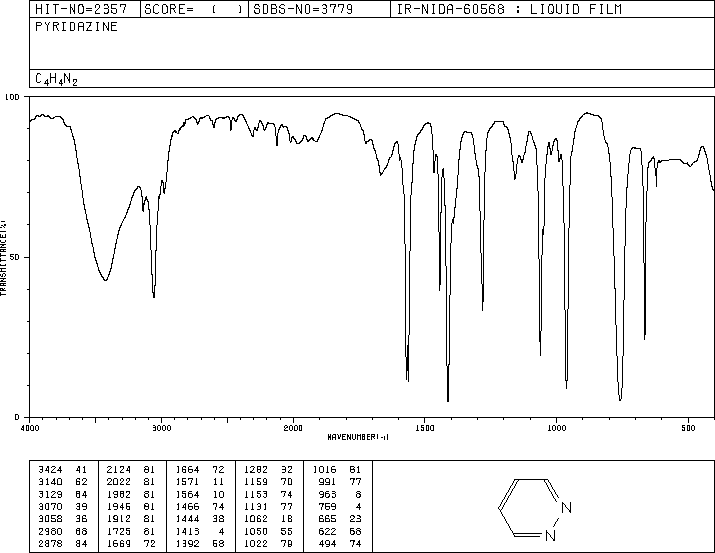 HIT-NO=2357 SCORE= ( ) SDBS-NO=3779 IR-NIDA-60568 : LIQUID FILM
PYRIDAZINE
C4H4N2
100
TRANSMITTANCE(%)
50
0
4000 3000 2000 1500 1000 500
WAVENUMBER(-1)
3424 41 2124 81 1664 72 1282 32 1016 81
3140 62 2022 81 1571 11 1159 70 991 77
3129 64 1982 81 1564 10 1153 74 963 8
3070 39 1946 81 1466 74 1131 77 759 4
3058 36 1912 81 1444 38 1062 18 665 23
2980 68 1725 81 1413 4 1050 55 622 68
2878 84 1669 72 1392 58 1022 79 494 74
N
N